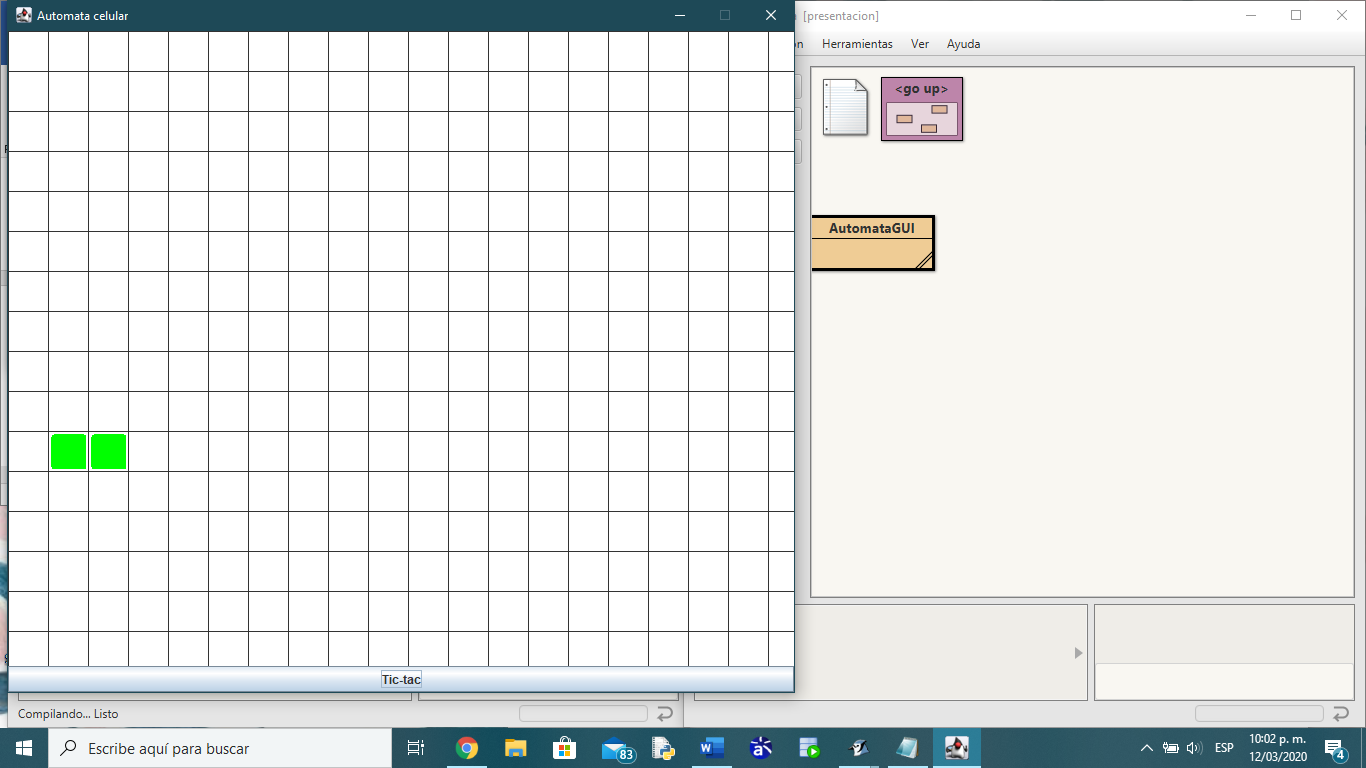 Automata celular
[presentacion]
Herramientas Ver Ayuda
<go up>
AutomataGUI
Tic-tac
Compilando... Listo
Escribe aquí para buscar
83
ESP
10:02 p. m.
12/03/2020
4